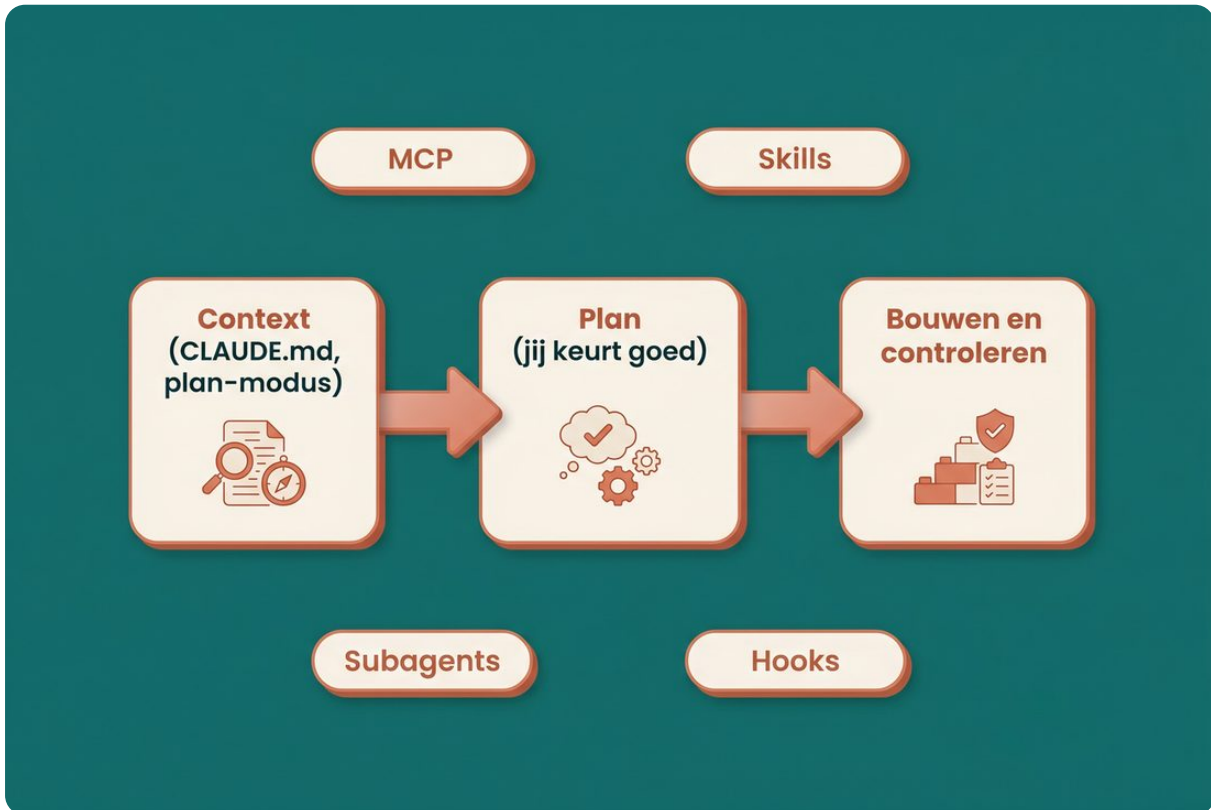 MCP
Skills
Context
(CLAUDE.md,
plan-modus)
Plan
(jij keurt goed)
Bouwen en
controleren
Subagents
Hooks